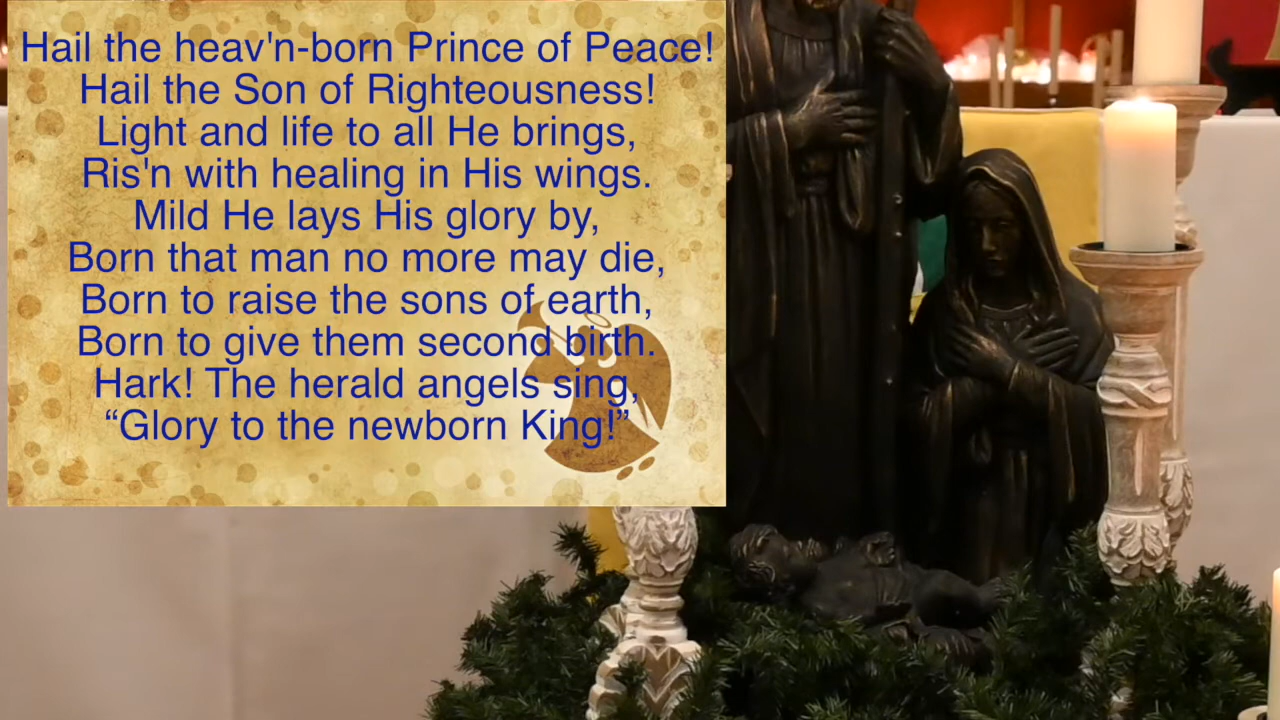 Hail the heav'n-born Prince of Peace!
Hail the Son of Righteousness!
Light and life to all He brings,
Ris'n with healing in His wings.
Mild He lays His glory by,
Born that man no more may die,
Born to raise the sons of earth,
Born to give them second birth.
Hark! The herald angels sing,
“Glory to the newborn King!”